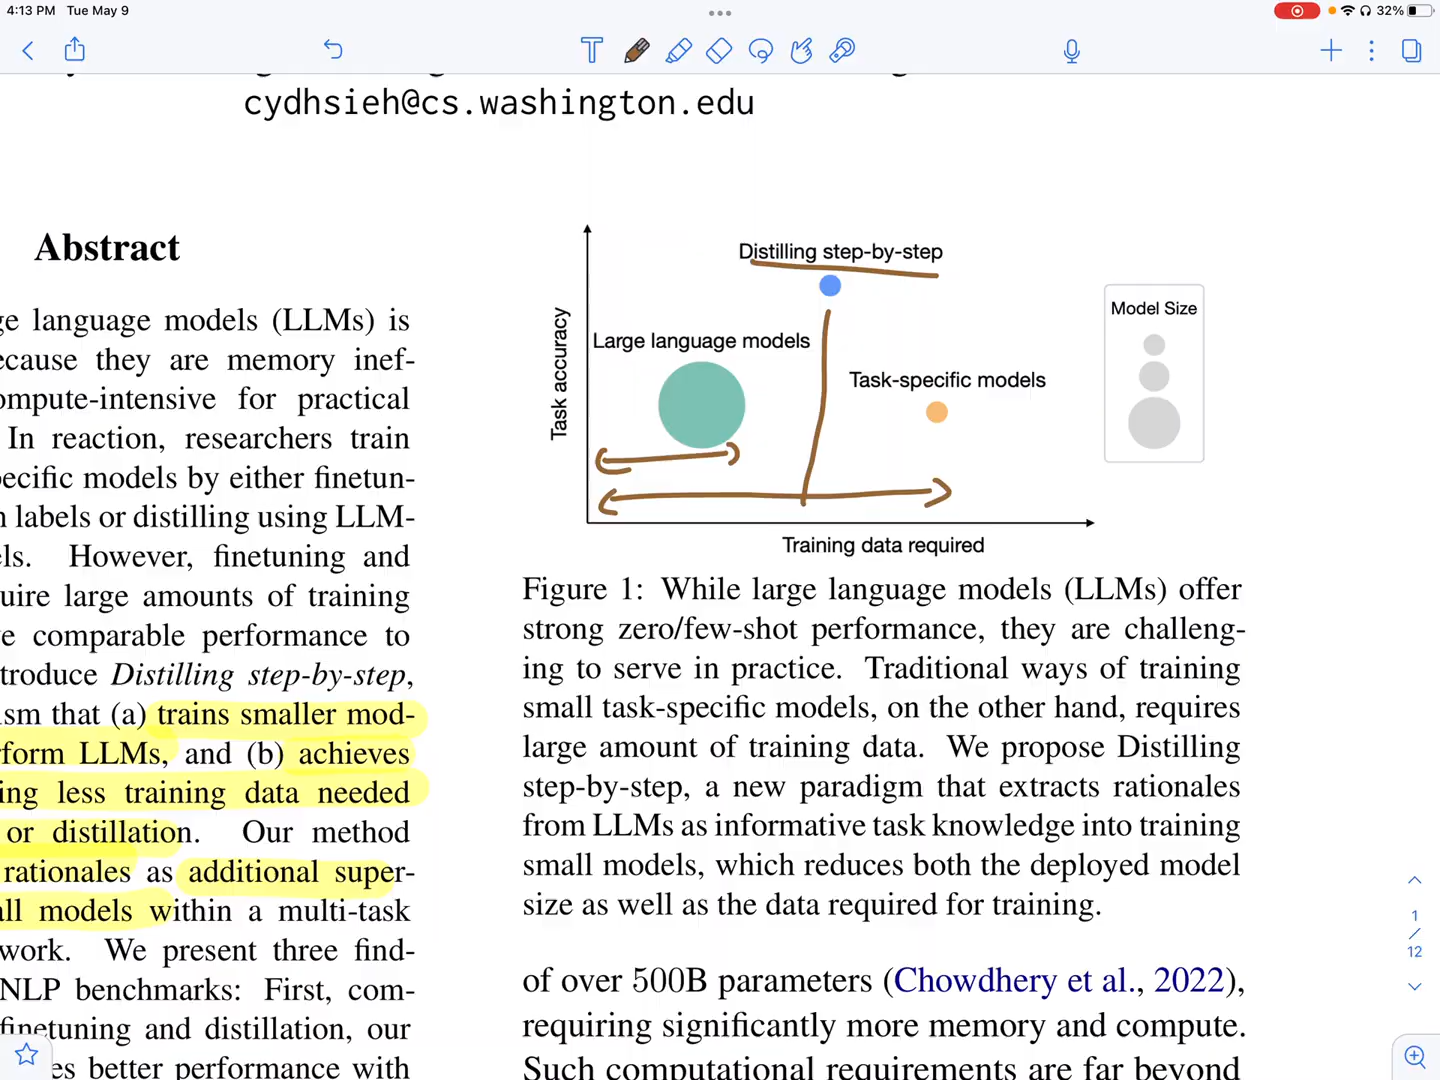 4:13 PM Tue May 9
32%
cydhsieh@cs.washington.edu
Abstract
ge language models (LLMs) is
ecause they are memory inef-
ompute-intensive for practical
In reaction, researchers train
pecific models by either finetun-
h labels or distilling using LLM-
els. However, finetuning and
uire large amounts of training
ve comparable performance to
troduce Distilling step-by-step,
ism that (a) trains smaller mod-
rform LLMs, and (b) achieves
ing less training data needed
or distillation. Our method
rationales as additional super-
all models within a multi-task
work. We present three find-
NLP benchmarks: First, com-
finetuning and distillation, our
es better performance with
Distilling step-by-step
Large language models
Task-specific models
Task accuracy
Training data required
Model Size
Figure 1: While large language models (LLMs) offer
strong zero/few-shot performance, they are challeng-
ing to serve in practice. Traditional ways of training
small task-specific models, on the other hand, requires
large amount of training data. We propose Distilling
step-by-step, a new paradigm that extracts rationales
from LLMs as informative task knowledge into training
small models, which reduces both the deployed model
size as well as the data required for training.
of over 500B parameters (Chowdhery et al., 2022),
requiring significantly more memory and compute.
Such computational requirements are far beyond
1
/
12